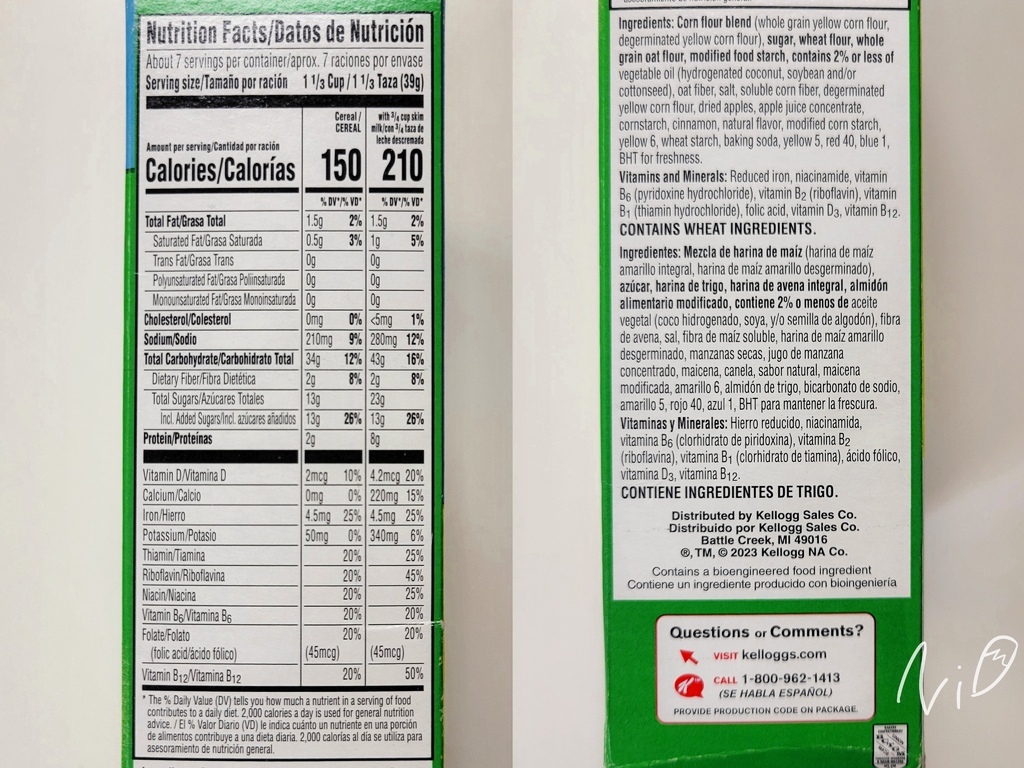 Nutrition Facts/Datos de Nutrición
About 7 servings per container/aprox. 7 raciones por envase
Serving size/Tamaño por ración 1 1/3 Cup / 1 1/3 Taza (39g)
Amount per serving/Cantidad por ración
Cereal / CEREAL
with 3/4 cup skim milk/con 3/4 taza de leche descremada
Calories/Calorías 150 210
% DV*/% VD* % DV*/% VD*
Total Fat/Grasa Total 1.5g 2% 1.5g 2%
Saturated Fat/Grasa Saturada 0.5g 3% 1g 5%
Trans Fat/Grasa Trans 0g 0g
Polyunsaturated Fat/Grasa Poliinsaturada 0g 0g
Monounsaturated Fat/Grasa Monoinsaturada 0g 0g
Cholesterol/Colesterol 0mg 0% <5mg 1%
Sodium/Sodio 210mg 9% 280mg 12%
Total Carbohydrate/Carbohidrato Total 34g 12% 43g 16%
Dietary Fiber/Fibra Dietética 2g 8% 2g 8%
Total Sugars/Azúcares Totales 13g 23g
Incl. Added Sugars/Incl. azúcares añadidos 13g 26% 13g 26%
Protein/Proteínas 2g 8g
Vitamin D/Vitamina D 2mcg 10% 4.2mcg 20%
Calcium/Calcio 0mg 0% 220mg 15%
Iron/Hierro 4.5mg 25% 4.5mg 25%
Potassium/Potasio 50mg 0% 340mg 6%
Thiamin/Tiamina 20% 25%
Riboflavin/Riboflavina 20% 45%
Niacin/Niacina 20% 25%
Vitamin B6/Vitamina B6 20% 20%
Folate/Folato 20% 20%
(folic acid/ácido fólico) (45mcg) (45mcg)
Vitamin B12/Vitamina B12 20% 50%
* The % Daily Value (DV) tells you how much a nutrient in a serving of food
contributes to a daily diet. 2,000 calories a day is used for general nutrition
advice. / El % Valor Diario (VD) le indica cuánto un nutriente en una porción
de alimentos contribuye a una dieta diaria. 2,000 calorías al día se utiliza para
asesoramiento de nutrición general.
Ingredients: Corn flour blend (whole grain yellow corn flour,
degerminated yellow corn flour), sugar, wheat flour, whole
grain oat flour, modified food starch, contains 2% or less of
vegetable oil (hydrogenated coconut, soybean and/or
cottonseed), oat fiber, salt, soluble corn fiber, degerminated
yellow corn flour, dried apples, apple juice concentrate,
cornstarch, cinnamon, natural flavor, modified corn starch,
yellow 6, wheat starch, baking soda, yellow 5, red 40, blue 1,
BHT for freshness.
Vitamins and Minerals: Reduced iron, niacinamide, vitamin
B6 (pyridoxine hydrochloride), vitamin B2 (riboflavin), vitamin
B1 (thiamin hydrochloride), folic acid, vitamin D3, vitamin B12.
CONTAINS WHEAT INGREDIENTS.
Ingredientes: Mezcla de harina de maíz (harina de maíz
amarillo integral, harina de maíz amarillo desgerminado),
azúcar, harina de trigo, harina de avena integral, almidón
alimentario modificado, contiene 2% o menos de aceite
vegetal (coco hidrogenado, soya, y/o semilla de algodón), fibra
de avena, sal, fibra de maíz soluble, harina de maíz amarillo
desgerminado, manzanas secas, jugo de manzana
concentrado, maicena, canela, sabor natural, maicena
modificada, amarillo 6, almidón de trigo, bicarbonato de sodio,
amarillo 5, rojo 40, azul 1, BHT para mantener la frescura.
Vitaminas y Minerales: Hierro reducido, niacinamida,
vitamina B6 (clorhidrato de piridoxina), vitamina B2
(riboflavina), vitamina B1 (clorhidrato de tiamina), ácido fólico,
vitamina D3, vitamina B12.
CONTIENE INGREDIENTES DE TRIGO.
Distributed by Kellogg Sales Co.
Distribuido por Kellogg Sales Co.
Battle Creek, MI 49016
®, TM, © 2023 Kellogg NA Co.
Contains a bioengineered food ingredient
Contiene un ingrediente producido con bioingeniería
Questions or Comments?
VISIT kelloggs.com
CALL 1-800-962-1413
(SE HABLA ESPAÑOL)
PROVIDE PRODUCTION CODE ON PACKAGE.